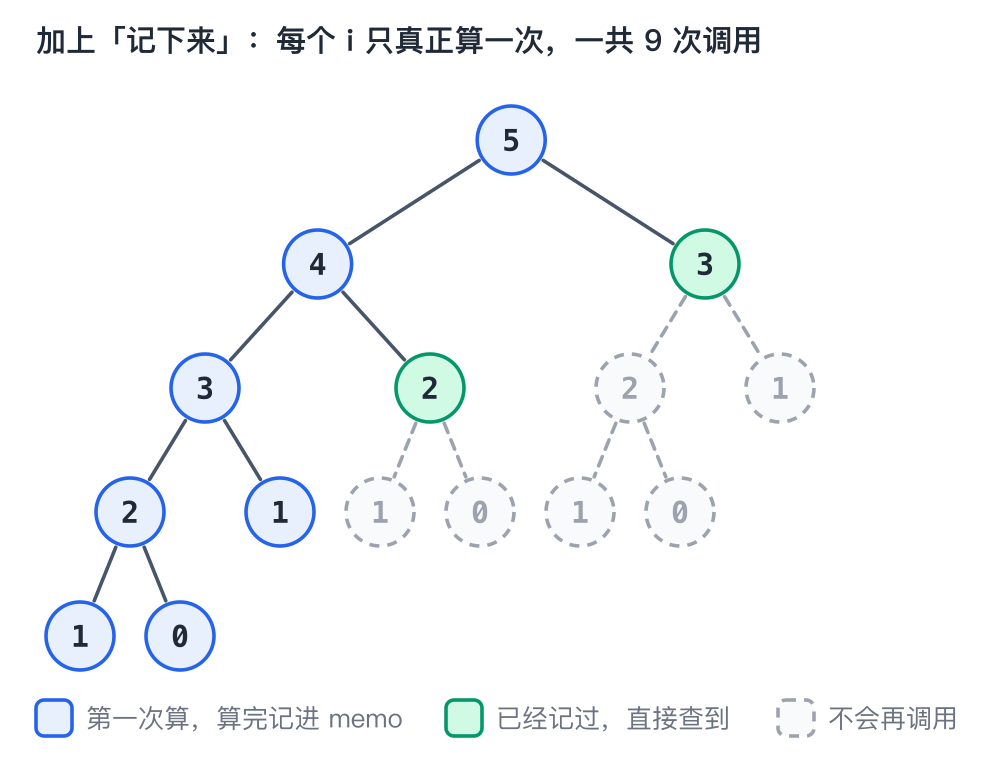 加上「记下来」：每个 i 只真正算一次，一共 9 次调用
5
4 3
3 2 2 1
2 1 1 0 1 0
1 0
第一次算，算完记进 memo 已经记过，直接查到 不会再调用